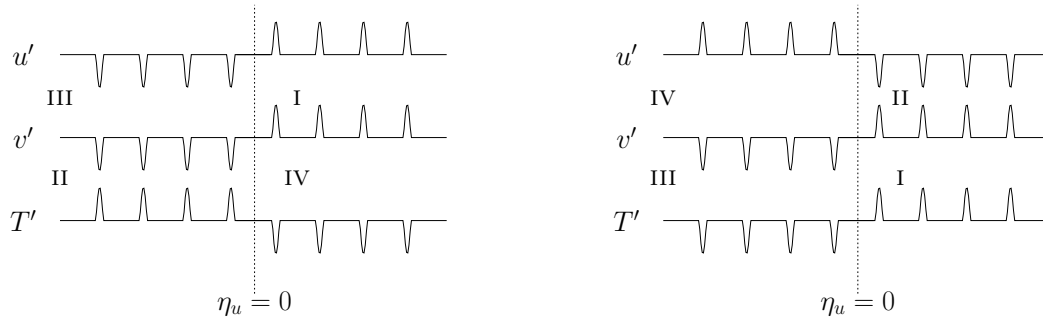 u′ u′
III I IV II
v′ v′
II IV III I
T′ T′
η_u = 0 η_u = 0